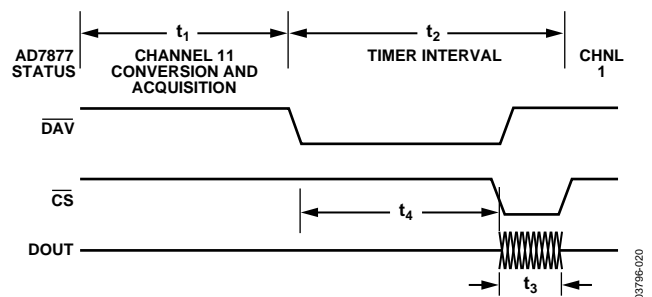 t1
t2
AD7877
STATUS
CHANNEL 11
CONVERSION AND
ACQUISITION
TIMER INTERVAL
CHNL
1
DAV
CS
t4
DOUT
t3
03796-020